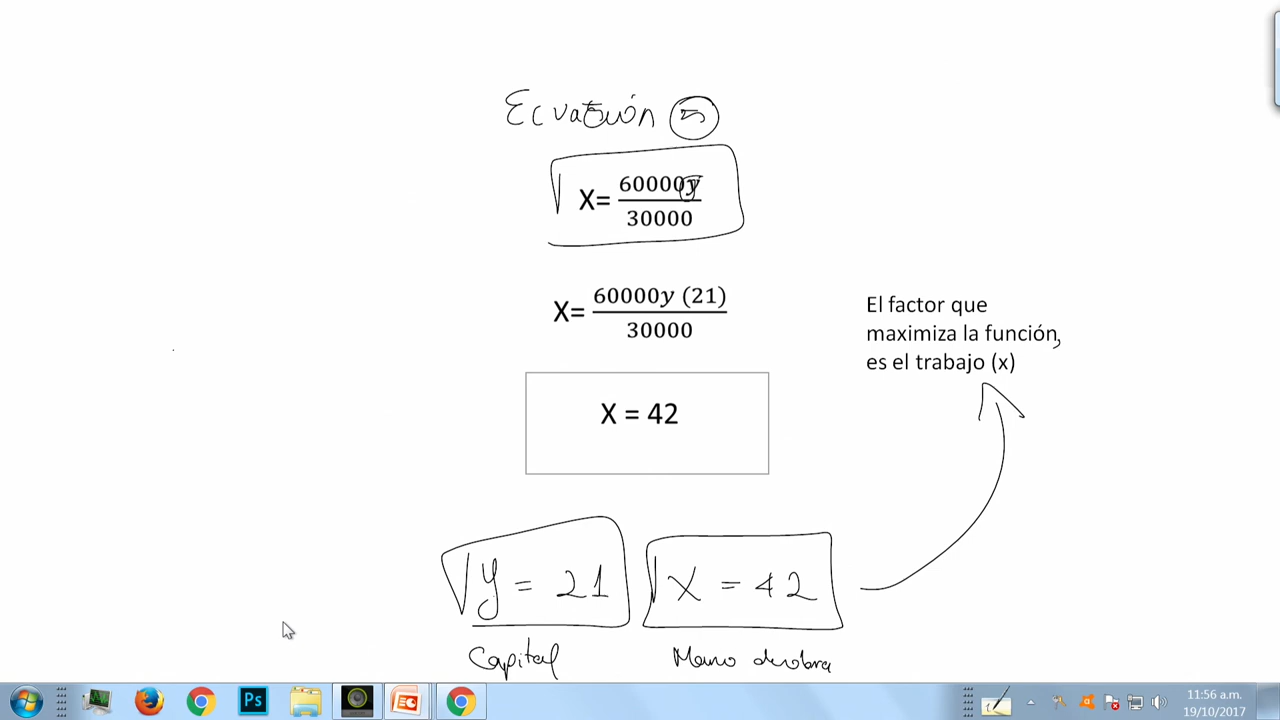 Ecuación 5
X= 60000y
30000
X= 60000y (21)
30000
El factor que
maximiza la función,
es el trabajo (x)
X = 42
y = 21
x = 42
Capital
Mano de obra
Ps
11:56 a.m.
19/10/2017